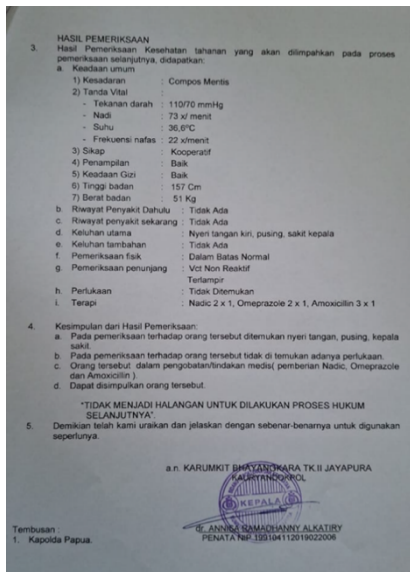 HASIL PEMERIKSAAN
3. Hasil Pemeriksaan Kesehatan tahanan yang akan dilimpahkan pada proses
pemeriksaan selanjutnya, didapatkan:
a. Keadaan umum
1) Kesadaran : Compos Mentis
2) Tanda Vital :
- Tekanan darah : 110/70 mmHg
- Nadi : 73 x/ menit
- Suhu : 36,6°C
- Frekuensi nafas : 22 x/menit
3) Sikap : Kooperatif
4) Penampilan : Baik
5) Keadaan Gizi : Baik
6) Tinggi badan : 157 Cm
7) Berat badan : 51 Kg
b. Riwayat Penyakit Dahulu : Tidak Ada
c. Riwayat penyakit sekarang : Tidak Ada
d. Keluhan utama : Nyeri tangan kiri, pusing, sakit kepala
e. Keluhan tambahan : Tidak Ada
f. Pemeriksaan fisik : Dalam Batas Normal
g. Pemeriksaan penunjang : Vct Non Reaktif
Terlampir
h. Perlukaan : Tidak Ditemukan
i. Terapi : Nadic 2 x 1, Omeprazole 2 x 1, Amoxicillin 3 x 1
4. Kesimpulan dari Hasil Pemeriksaan:
a. Pada pemeriksaan terhadap orang tersebut ditemukan nyeri tangan, pusing, kepala
sakit.
b. Pada pemeriksaan terhadap orang tersebut tidak di temukan adanya perlukaan.
c. Orang tersebut dalam pengobatan/tindakan medis( pemberian Nadic, Omeprazole
dan Amoxicillin ).
d. Dapat disimpulkan orang tersebut.
"TIDAK MENJADI HALANGAN UNTUK DILAKUKAN PROSES HUKUM
SELANJUTNYA".
5. Demikian telah kami uraikan dan jelaskan dengan sebenar-benarnya untuk digunakan
seperlunya.
a.n. KARUMKIT BHAYANGKARA TK.II JAYAPURA
KAURYANDOKPOL
KEPALA
dr. ANNISA RAMADHANNY ALKATIRY
PENATA NIP 199104112019022006
Tembusan :
1. Kapolda Papua.